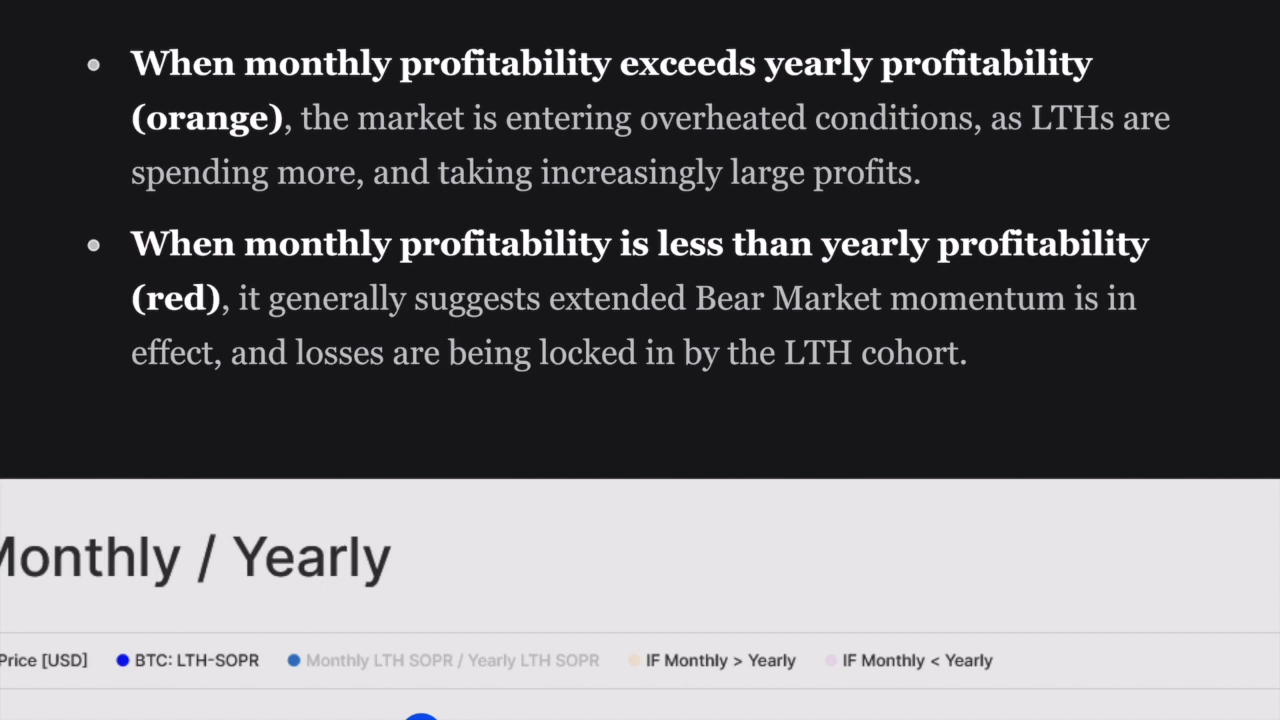 When monthly profitability exceeds yearly profitability
(orange), the market is entering overheated conditions, as LTHs are
spending more, and taking increasingly large profits.
When monthly profitability is less than yearly profitability
(red), it generally suggests extended Bear Market momentum is in
effect, and losses are being locked in by the LTH cohort.
Monthly / Yearly
Price [USD] BTC: LTH-SOPR Monthly LTH SOPR / Yearly LTH SOPR IF Monthly > Yearly IF Monthly < Yearly